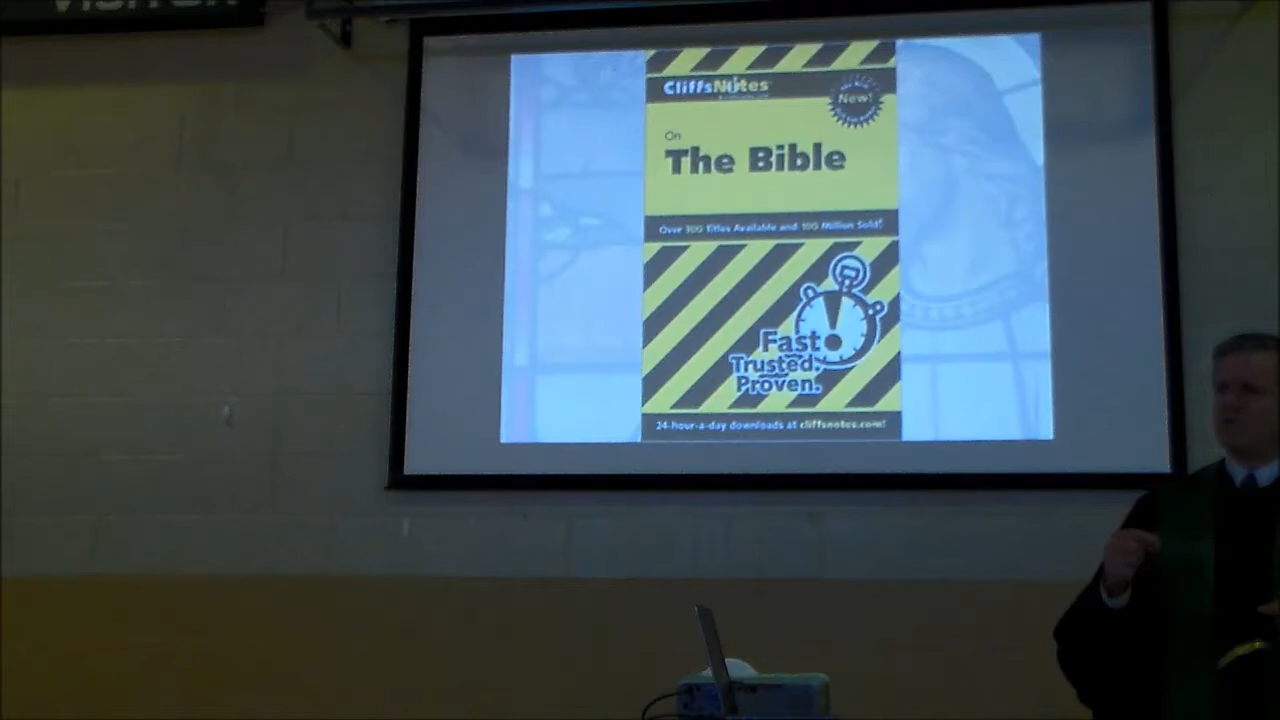 VISITOR
CliffsNotes
New!
On
The Bible
Over 300 Titles Available and 100 Million Sold!
Fast.
Trusted.
Proven.
24-hour-a-day downloads at cliffsnotes.com!